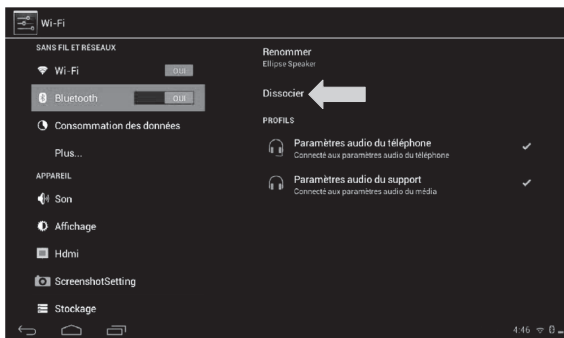 Wi-Fi
SANS FIL ET RÉSEAUX
Wi-Fi OUI
Bluetooth OUI
Consommation des données
Plus...
APPAREIL
Son
Affichage
Hdmi
ScreenshotSetting
Stockage
Renommer
Ellipse Speaker
Dissocier
PROFILS
Paramètres audio du téléphone
Connecté aux paramètres audio du téléphone
Paramètres audio du support
Connecté aux paramètres audio du média
4:46